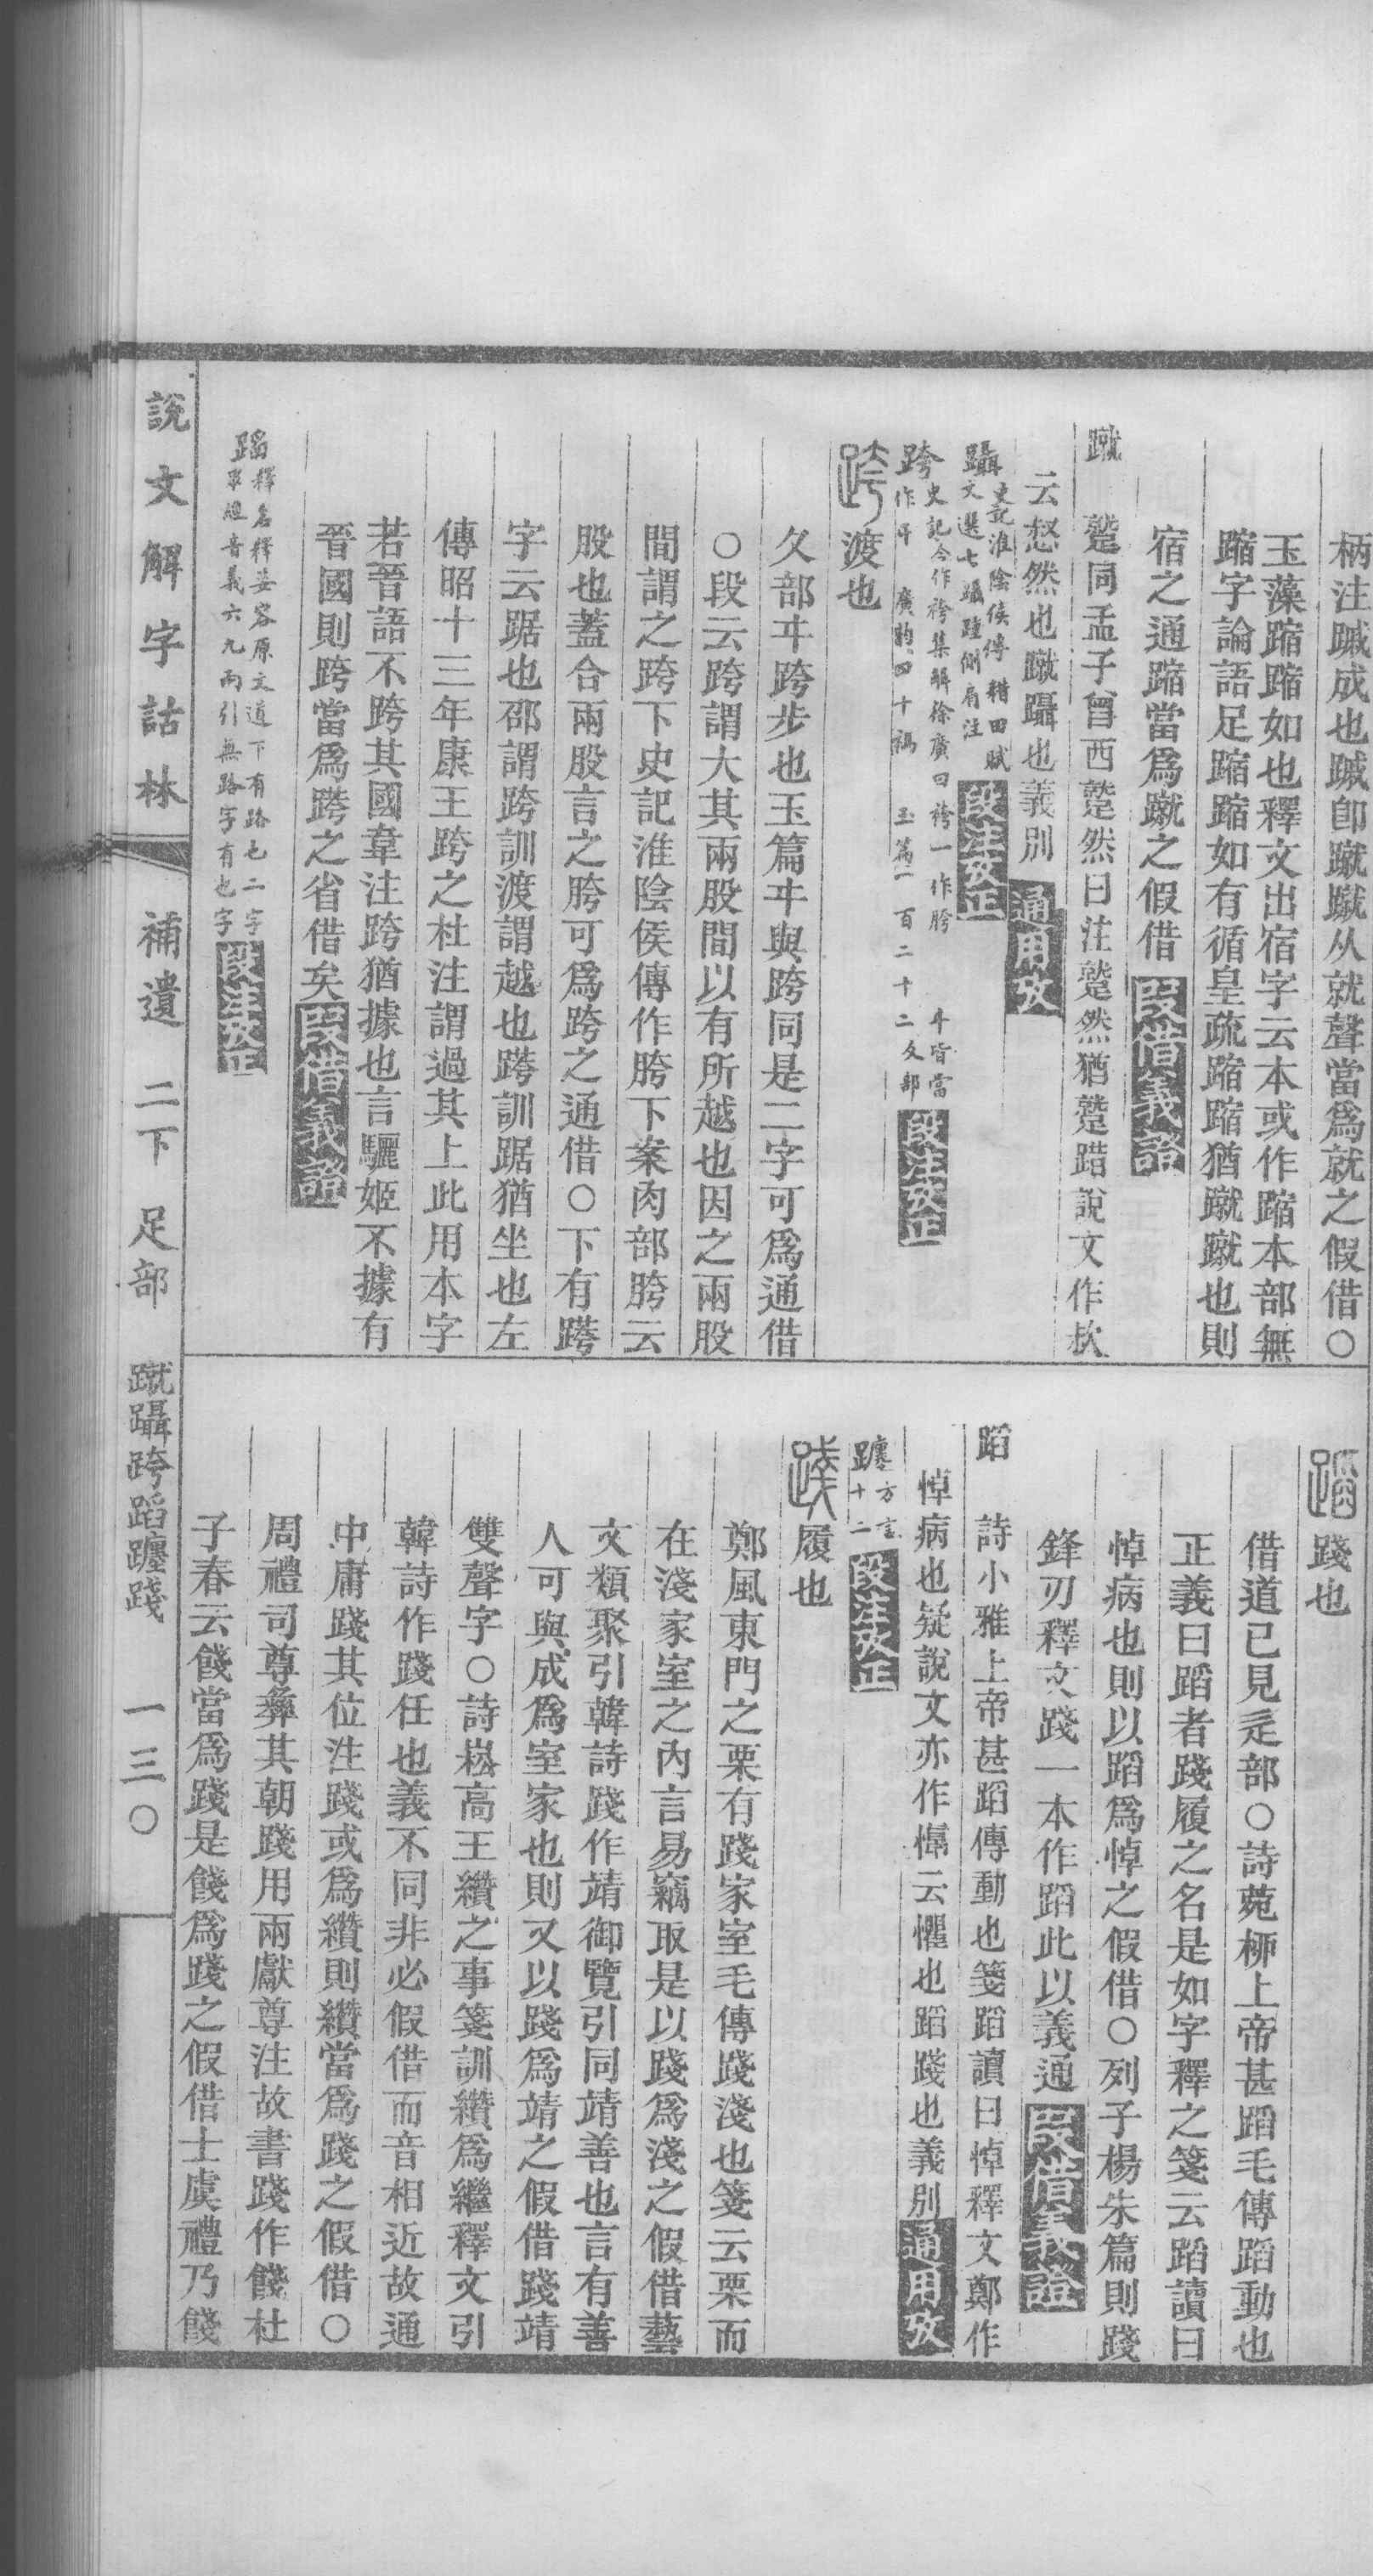 柄注䠞成也䠞卽蹴蹴从就聲當爲就之假借○
玉藻蹜蹜如也釋文出宿字云本或作蹜本部無
蹜字論語足蹜蹜如有循皇疏蹜蹜猶蹴蹴也則
宿之通蹜當爲蹴之假借 叚借義證
蹴 蹵同孟子曾西蹵然曰注蹵然猶蹵踖說文作欥
云怒然也蹴躡也義別 通用攷
躡 史記淮陰侯傳 耤田賦
文選七躡踵側肩注 段注攷正
跨 史記今作袴集解徐廣曰袴一作胯 㐄皆當
作㐄 廣韵四十禡 玉篇一百二十二夊部 段注攷正
跨 渡也
夂部㐄跨步也玉篇㐄與跨同是二字可爲通借
○段云跨謂大其兩股間以有所越也因之兩股
間謂之跨下史記淮陰侯傳作胯下案肉部胯云
股也蓋合兩股言之胯可爲跨之通借○下有䠸
字云踞也邵謂跨訓渡謂越也䠸訓踞猶坐也左
傳昭十三年康王跨之杜注謂過其上此用本字
若晉語不跨其國韋注跨猶據也言驪姬不據有
晉國則跨當爲䠸之省借矣 叚借義證
蹈 釋名釋姿容原文道下有路也二字
單組音義六九兩引無路字有也字 段注攷正
蹈 踐也
借道已見辵部○詩菀柳上帝甚蹈毛傳蹈動也
正義曰蹈者踐履之名是如字釋之箋云蹈讀曰
悼病也則以蹈爲悼之假借○列子楊朱篇則踐
鋒刃釋文踐一本作蹈此以義通 叚借義證
蹈 詩小雅上帝甚蹈傳動也箋蹈讀曰悼釋文鄭作
悼病也疑說文亦作悼云懼也蹈踐也義別 通用攷
躔 方言
十二 段注攷正
踐 履也
鄭風東門之栗有踐家室毛傳踐淺也箋云栗而
在淺家室之內言易竊取是以踐爲淺之假借藝
文類聚引韓詩踐作靖御覽引同靖善也言有善
人可與成爲室家也則又以踐爲靖之假借踐靖
雙聲字○詩崧高王纘之事箋訓纘爲繼釋文引
韓詩作踐任也義不同非必假借而音相近故通
中庸踐其位注踐或爲纘則纘當爲踐之假借○
周禮司尊彝其朝踐用兩獻尊注故書踐作餞杜
子春云餞當爲踐是餞爲踐之假借士虞禮乃餞
說文解字詁林 補遺 二下 足部 蹴躡跨蹈躔踐 一三○